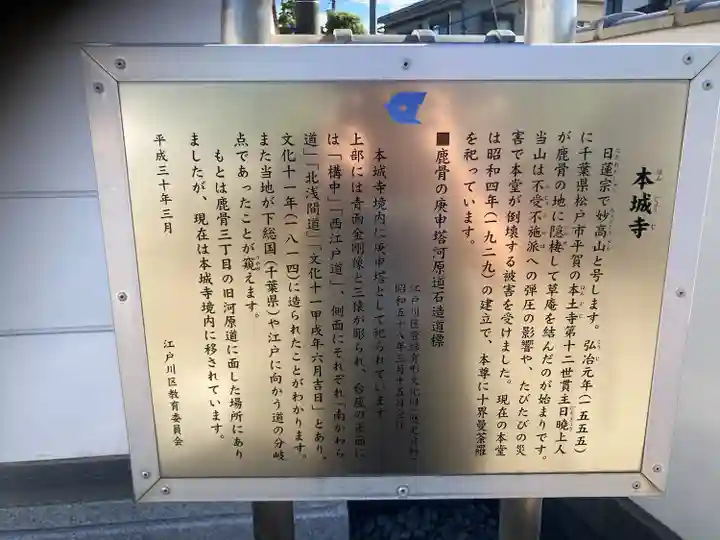 本城寺
日蓮宗で妙高山と号します。弘治元年(一五五五)
に千葉県松戸市平賀の本土寺第十二世貫主日暁上人
が鹿骨の地に隠棲して草庵を結んだのが始まりです。
当山は不受不施派への弾圧の影響や、たびたびの災
害で本堂が倒壊する被害を受けました。現在の本堂
は昭和四年(一九二九)の建立で、本尊に十界曼荼羅
を祀っています。
■鹿骨の庚申塔河原道石造道標
江戸川区登録有形文化財
昭和五十八年三月十五日
本城寺境内に庚申塔として祀られています
上部には青面金剛像と三猿が彫られ、台座の正面に
は「構中」「西江戸道」、側面にそれぞれ「南かわら
道」「北浅間道」「文化十一甲戌年六月吉日」とあり、
文化十一年(一八一四)に造られたことがわかります。
また当地が下総国(千葉県)や江戸に向かう道の分岐
点であったことが窺えます。
もとは鹿骨三丁目の旧河原道に面した場所にあり
ましたが、現在は本城寺境内に移されています。
平成三十年三月
江戸川区教育委員会